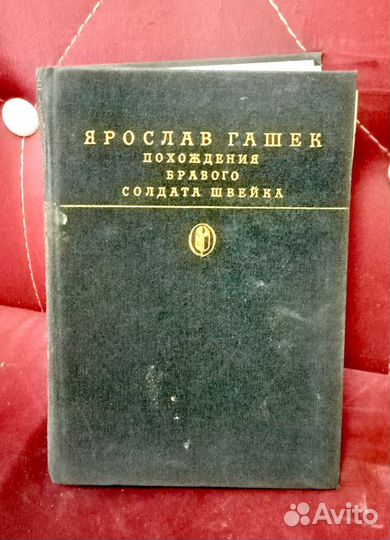 ЯРОСЛАВ ГАШЕК
ПОХОЖДЕНИЯ
БРАВОГО
СОЛДАТА ШВЕЙКА
Avito